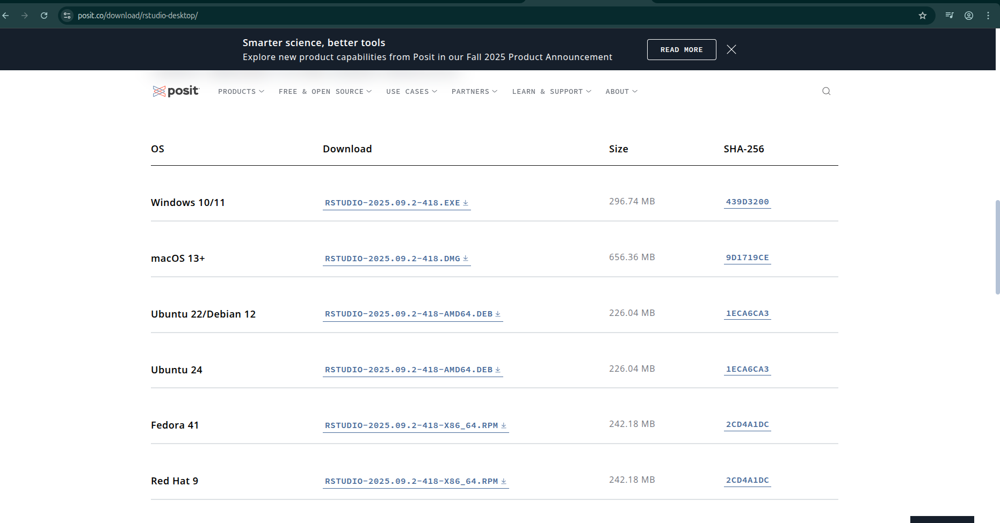 posit.co/download/rstudio-desktop/
Smarter science, better tools
Explore new product capabilities from Posit in our Fall 2025 Product Announcement
READ MORE
posit
PRODUCTS FREE & OPEN SOURCE USE CASES PARTNERS LEARN & SUPPORT ABOUT
OS Download Size SHA-256
Windows 10/11 RSTUDIO-2025.09.2-418.EXE 296.74 MB 439D3200
macOS 13+ RSTUDIO-2025.09.2-418.DMG 656.36 MB 9D1719CE
Ubuntu 22/Debian 12 RSTUDIO-2025.09.2-418-AMD64.DEB 226.04 MB 1ECA6CA3
Ubuntu 24 RSTUDIO-2025.09.2-418-AMD64.DEB 226.04 MB 1ECA6CA3
Fedora 41 RSTUDIO-2025.09.2-418-X86_64.RPM 242.18 MB 2CD4A1DC
Red Hat 9 RSTUDIO-2025.09.2-418-X86_64.RPM 242.18 MB 2CD4A1DC